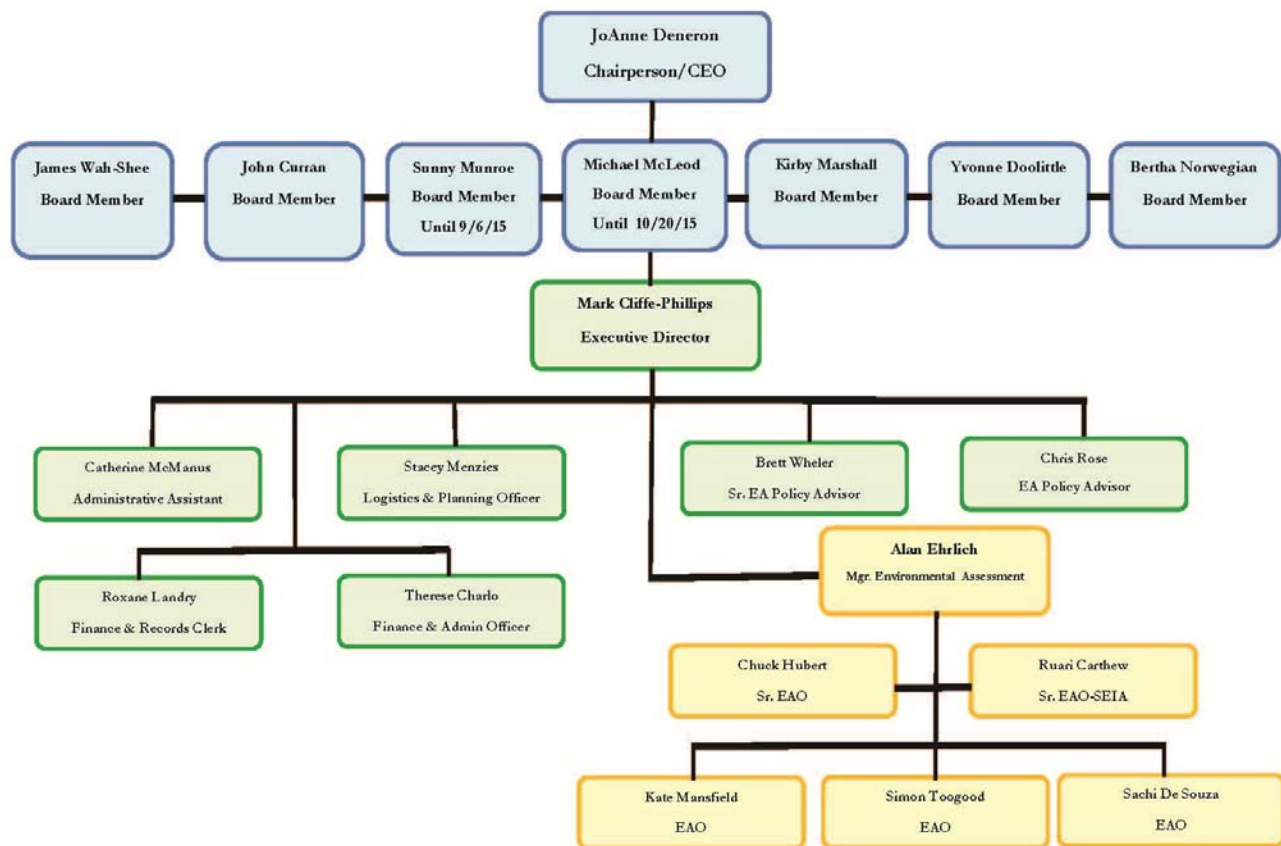 JoAnne Deneron
Chairperson/CEO
James Wah-Shee
Board Member
John Curran
Board Member
Sunny Munroe
Board Member
Until 9/6/15
Michael McLeod
Board Member
Until 10/20/15
Kirby Marshall
Board Member
Yvonne Doolittle
Board Member
Bertha Norwegian
Board Member
Mark Cliffe-Phillips
Executive Director
Catherine McManus
Administrative Assistant
Stacey Menzies
Logistics & Planning Officer
Brett Wheler
Sr. EA Policy Advisor
Chris Rose
EA Policy Advisor
Roxane Landry
Finance & Records Clerk
Therese Charlo
Finance & Admin Officer
Alan Ehrlich
Mgr. Environmental Assessment
Chuck Hubert
Sr. EAO
Ruari Carthew
Sr. EAO-SEIA
Kate Mansfield
EAO
Simon Toogood
EAO
Sachi De Souza
EAO